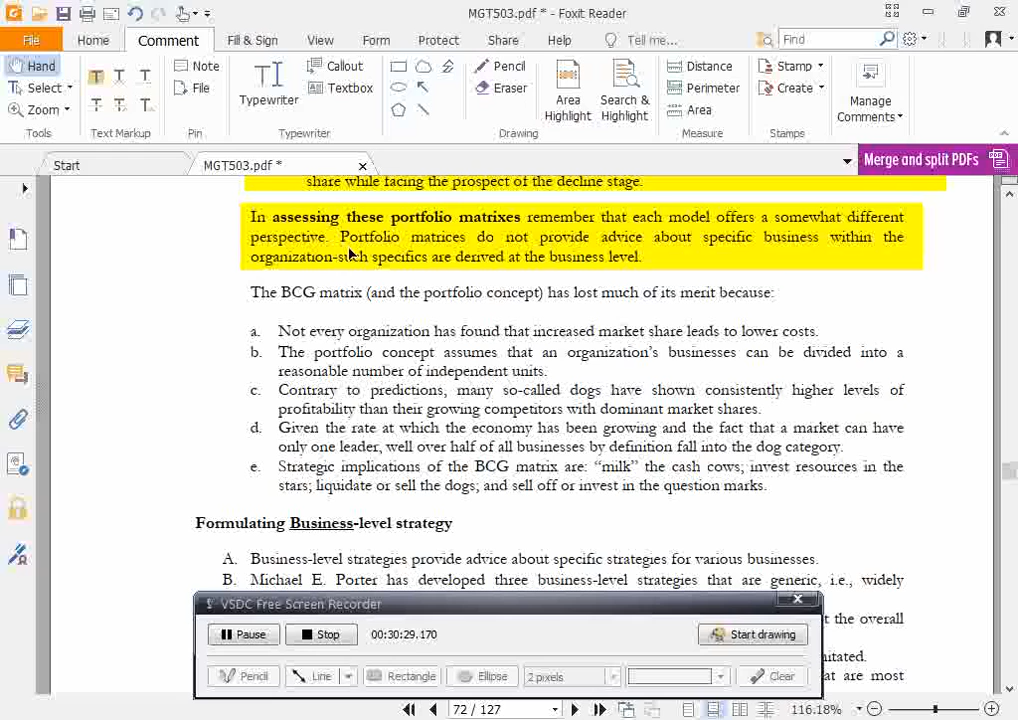 MGT503.pdf * - Foxit Reader
File Home Comment Fill & Sign View Form Protect Share Help Tell me... Find
Hand Select Zoom Tools
T T T T T T Text Markup
Note File Pin
Typewriter Callout Textbox Typewriter
Pencil Eraser Area Highlight Search & Highlight Drawing
Distance Perimeter Area Measure
Stamp Create Stamps
Manage Comments
Start MGT503.pdf * Merge and split PDFs
share while facing the prospect of the decline stage.
In assessing these portfolio matrixes remember that each model offers a somewhat different
perspective. Portfolio matrices do not provide advice about specific business within the
organization-such specifics are derived at the business level.
The BCG matrix (and the portfolio concept) has lost much of its merit because:
a. Not every organization has found that increased market share leads to lower costs.
b. The portfolio concept assumes that an organization's businesses can be divided into a
reasonable number of independent units.
c. Contrary to predictions, many so-called dogs have shown consistently higher levels of
profitability than their growing competitors with dominant market shares.
d. Given the rate at which the economy has been growing and the fact that a market can have
only one leader, well over half of all businesses by definition fall into the dog category.
e. Strategic implications of the BCG matrix are: “milk” the cash cows; invest resources in the
stars; liquidate or sell the dogs; and sell off or invest in the question marks.
Formulating Business-level strategy
A. Business-level strategies provide advice about specific strategies for various businesses.
B. Michael E. Porter has developed three business-level strategies that are generic, i.e., widely
VSDC Free Screen Recorder
t the overall
Pause Stop 00:30:29.170 Start drawing
nitated.
Pencil Line Rectangle Ellipse 2 pixels Clear
at are most
72 / 127 116.18%